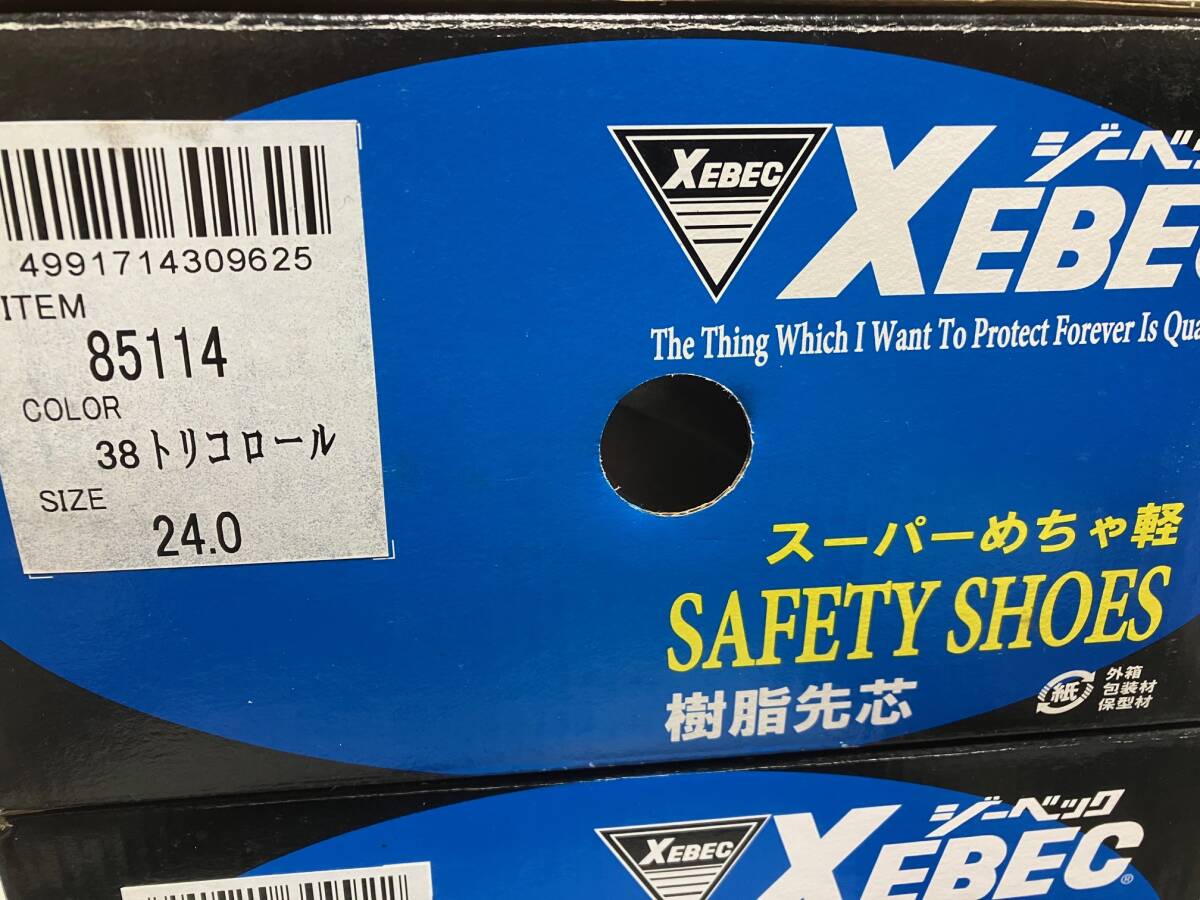 4991714309625
ITEM
85114
COLOR
38トリコロール
SIZE
24.0
XEBEC
ジーベッ
XEBEC
The Thing Which I Want To Protect Forever Is Qua
スーパーめちゃ軽
SAFETY SHOES
樹脂先芯
紙
外箱
包装材
保型材
XEBEC
ジーベック
XEBEC®